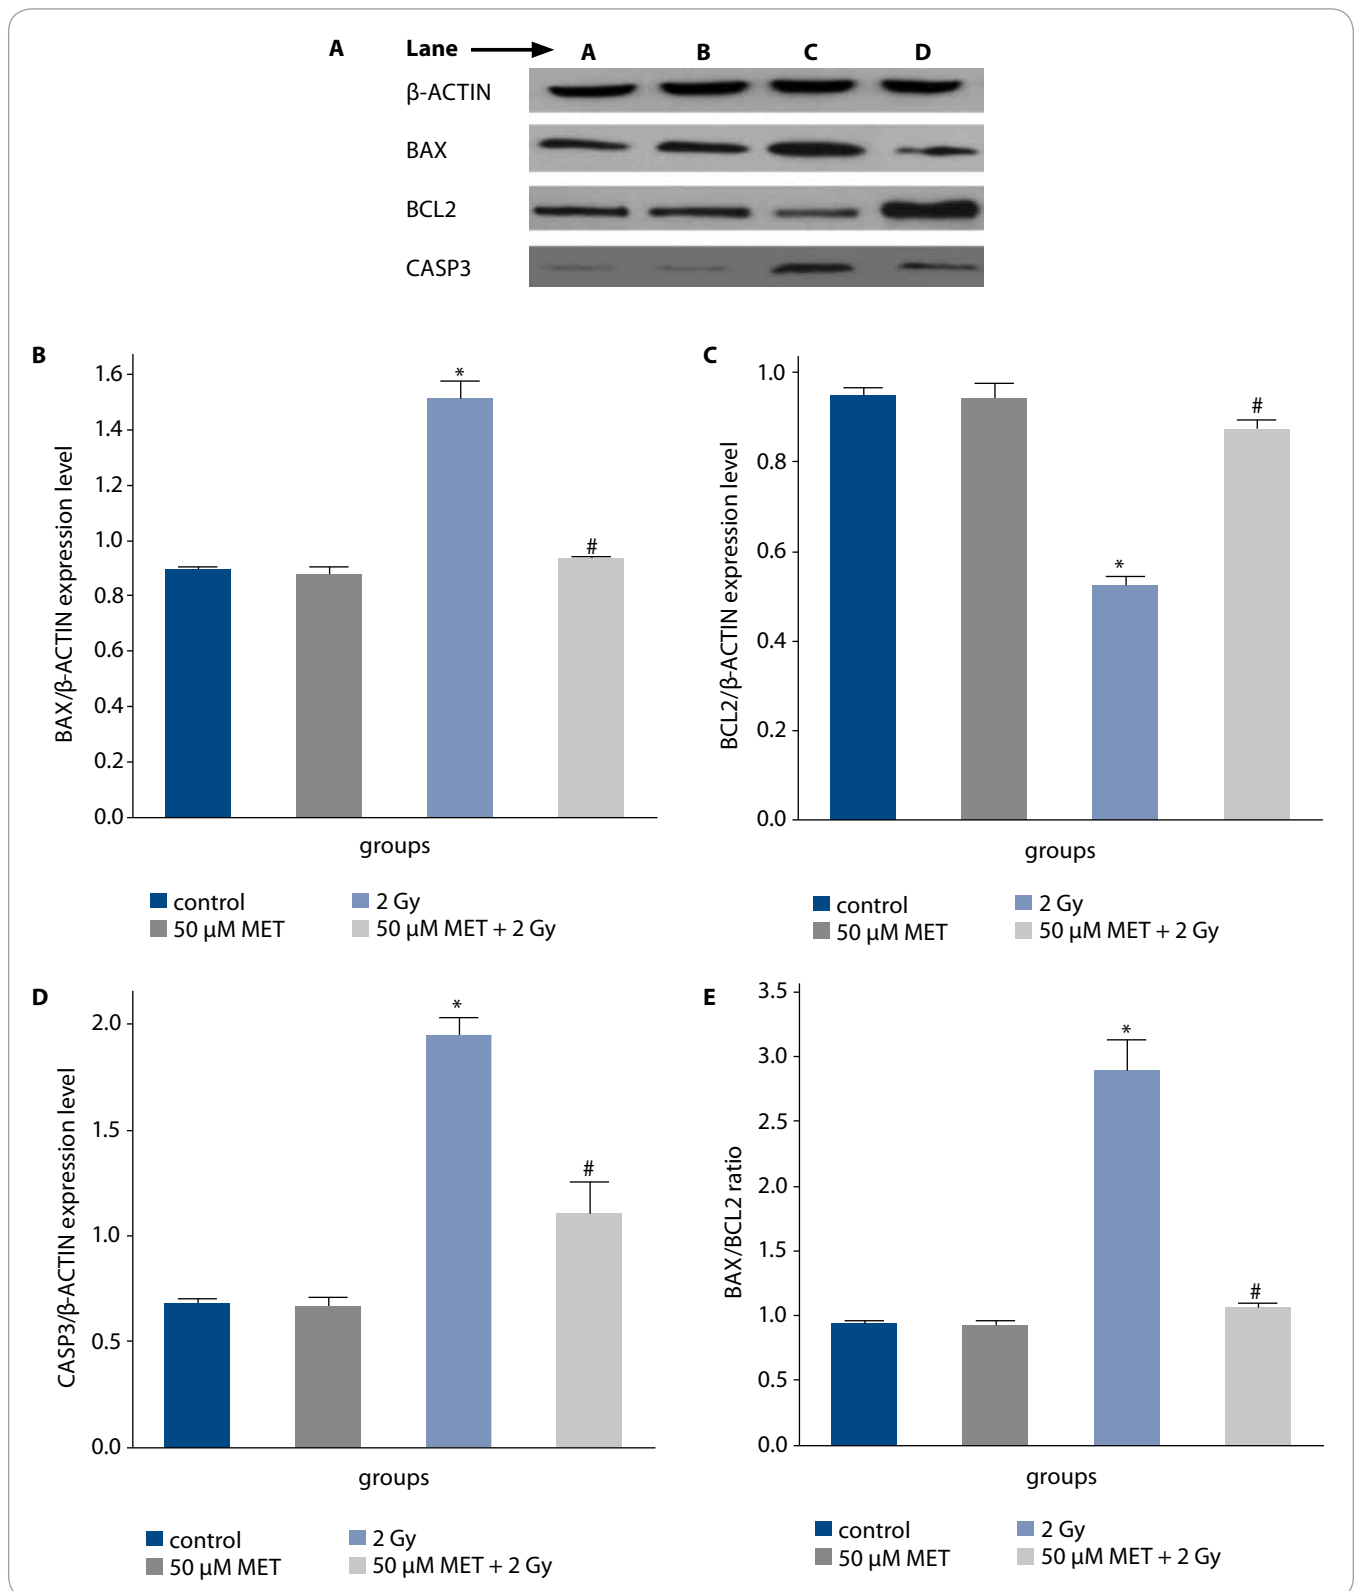 A Lane A B C D
β-ACTIN
BAX
BCL2
CASP3
B
BAX/β-ACTIN expression level
1.6
1.4
1.2
1.0
0.8
0.6
0.4
0.2
0.0
*
#
groups
control 2 Gy
50 μM MET 50 μM MET + 2 Gy
C
BCL2/β-ACTIN expression level
1.0
0.8
0.6
0.4
0.2
0.0
*
#
groups
control 2 Gy
50 μM MET 50 μM MET + 2 Gy
D
CASP3/β-ACTIN expression level
2.0
1.5
1.0
0.5
0.0
*
#
groups
control 2 Gy
50 μM MET 50 μM MET + 2 Gy
E
BAX/BCL2 ratio
3.5
3.0
2.5
2.0
1.5
1.0
0.5
0.0
*
#
groups
control 2 Gy
50 μM MET 50 μM MET + 2 Gy